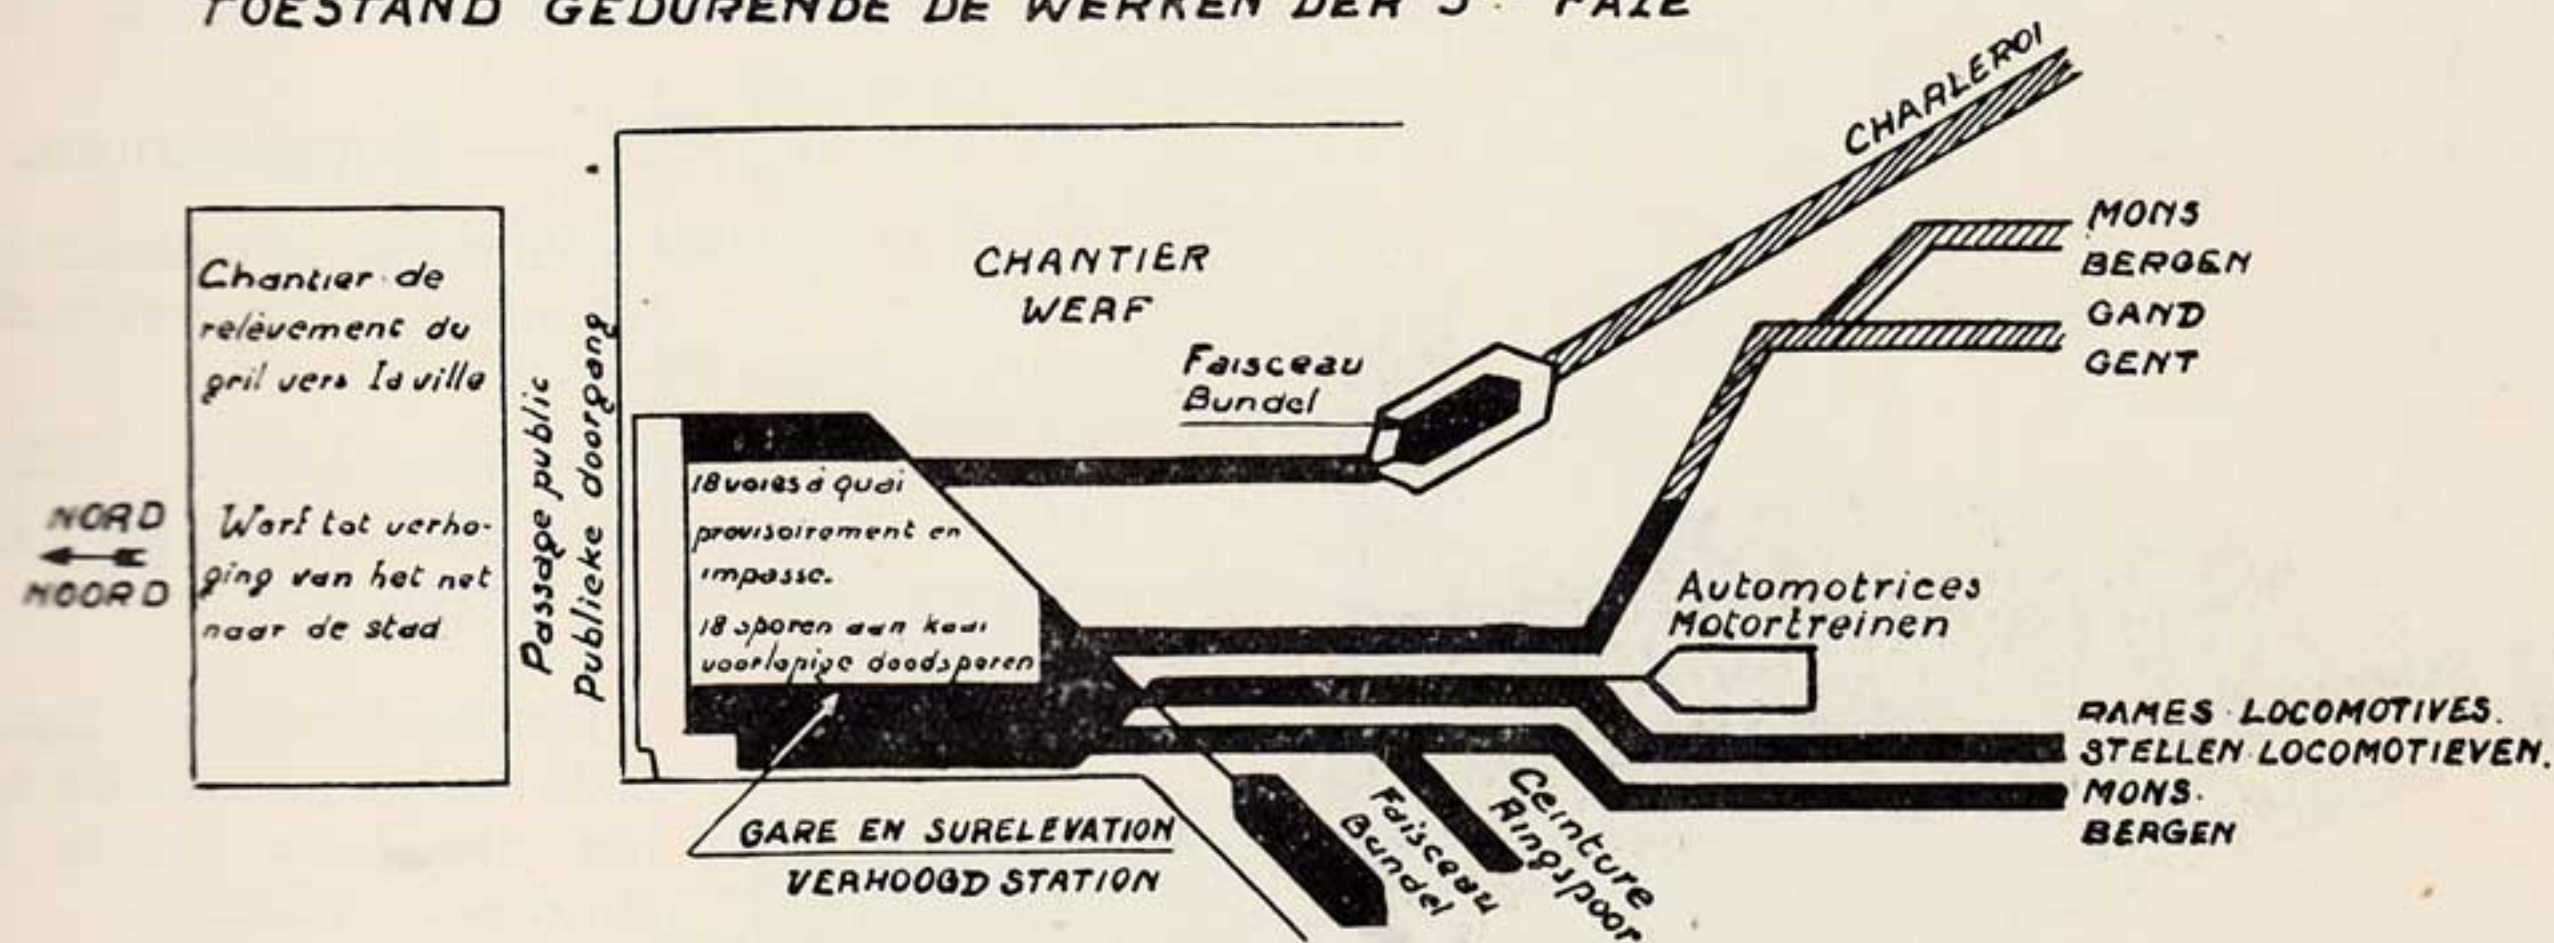 TOESTAND GEDURENDE DE WERKEN DER FAZE
CHARLEROI
MONS
BERGEN
GAND
GENT
CHANTIER
WERF
Faisceau
Bundel
Chantier de
relèvement du
gril vers la ville
Werf tot verho-
ging van het net
naar de stad
NORD
NOORD
Passage public
Publieke doorgang
18 voies à quai
provisoirement en
impasse.
18 sporen aan kaai
voorlopige doodsporen
Automotrices
Motortreinen
RAMES LOCOMOTIVES.
STELLEN LOCOMOTIEVEN.
MONS.
BERGEN
GARE EN SURELEVATION
VERHOOGD STATION
Faisceau
Bundel
Ceinture
Ringspoor